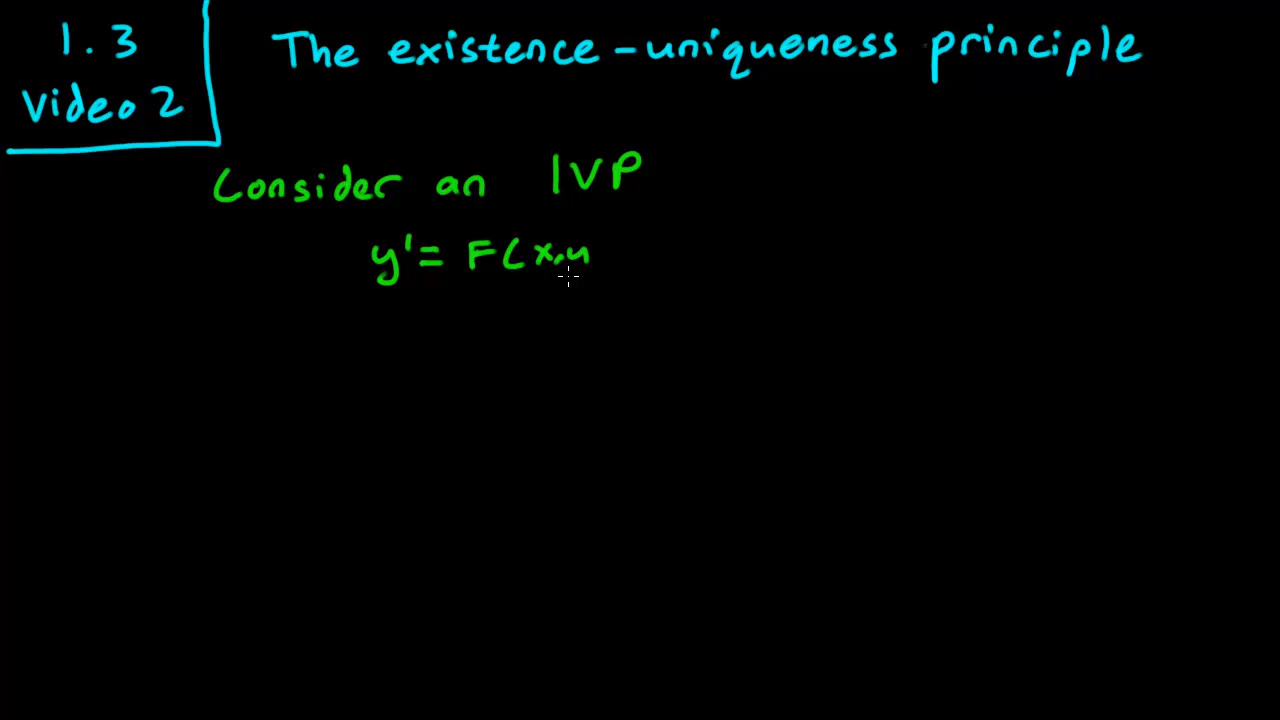 1.3
Video 2
The existence-uniqueness principle
Consider an IVP
y' = F(x,y